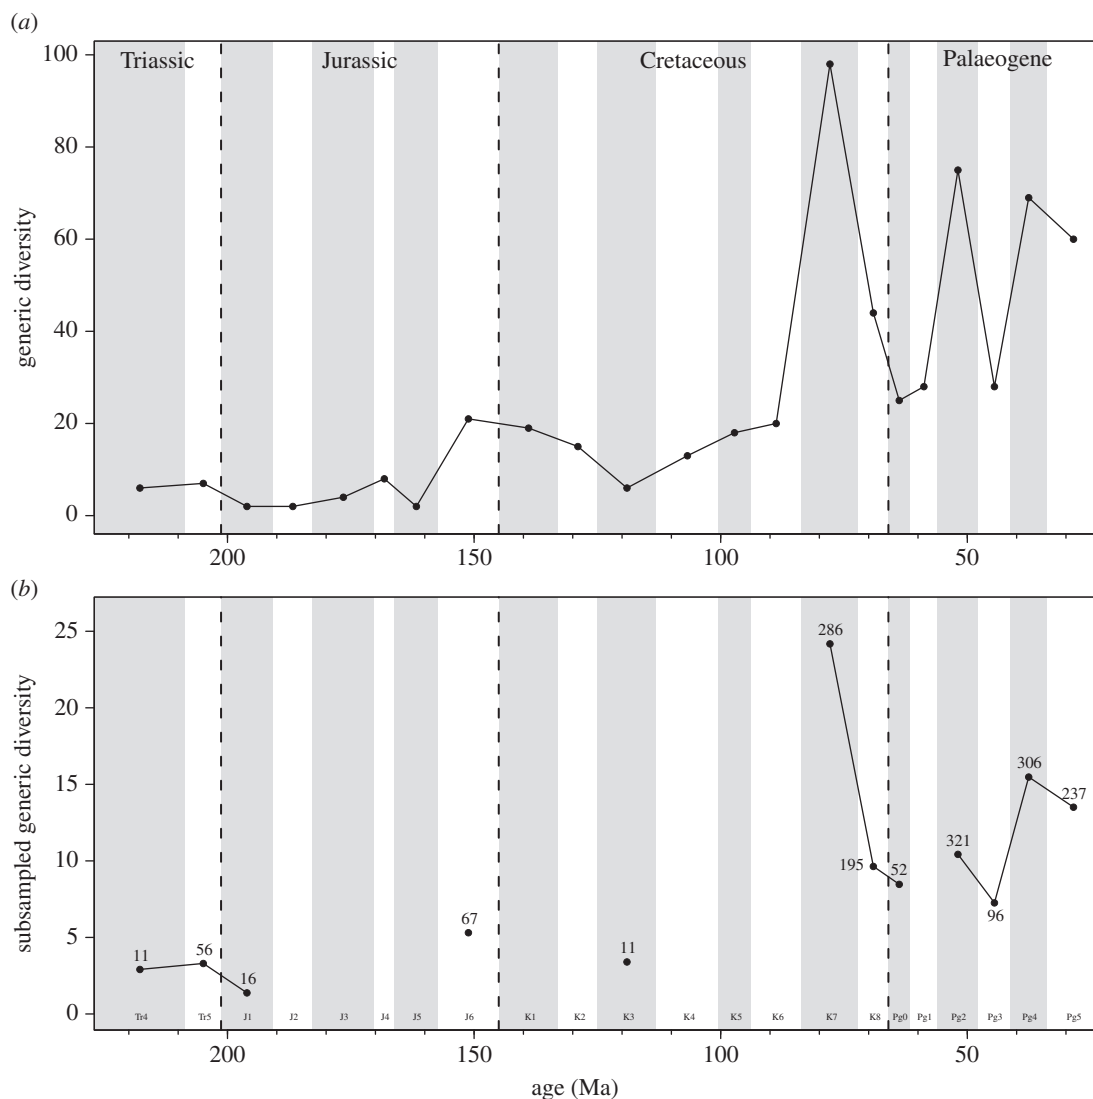 (a)
Triassic Jurassic Cretaceous Palaeogene
100
80
60
40
20
0
generic diversity
200 150 100 50
(b)
25
20
15
10
5
0
subsampled generic diversity
11 56 16 67 11 286 195 52 321 96 306 237
Tr4 Tr5 J1 J2 J3 J4 J5 J6 K1 K2 K3 K4 K5 K6 K7 K8 Pg0 Pg1 Pg2 Pg3 Pg4 Pg5
200 150 100 50
age (Ma)